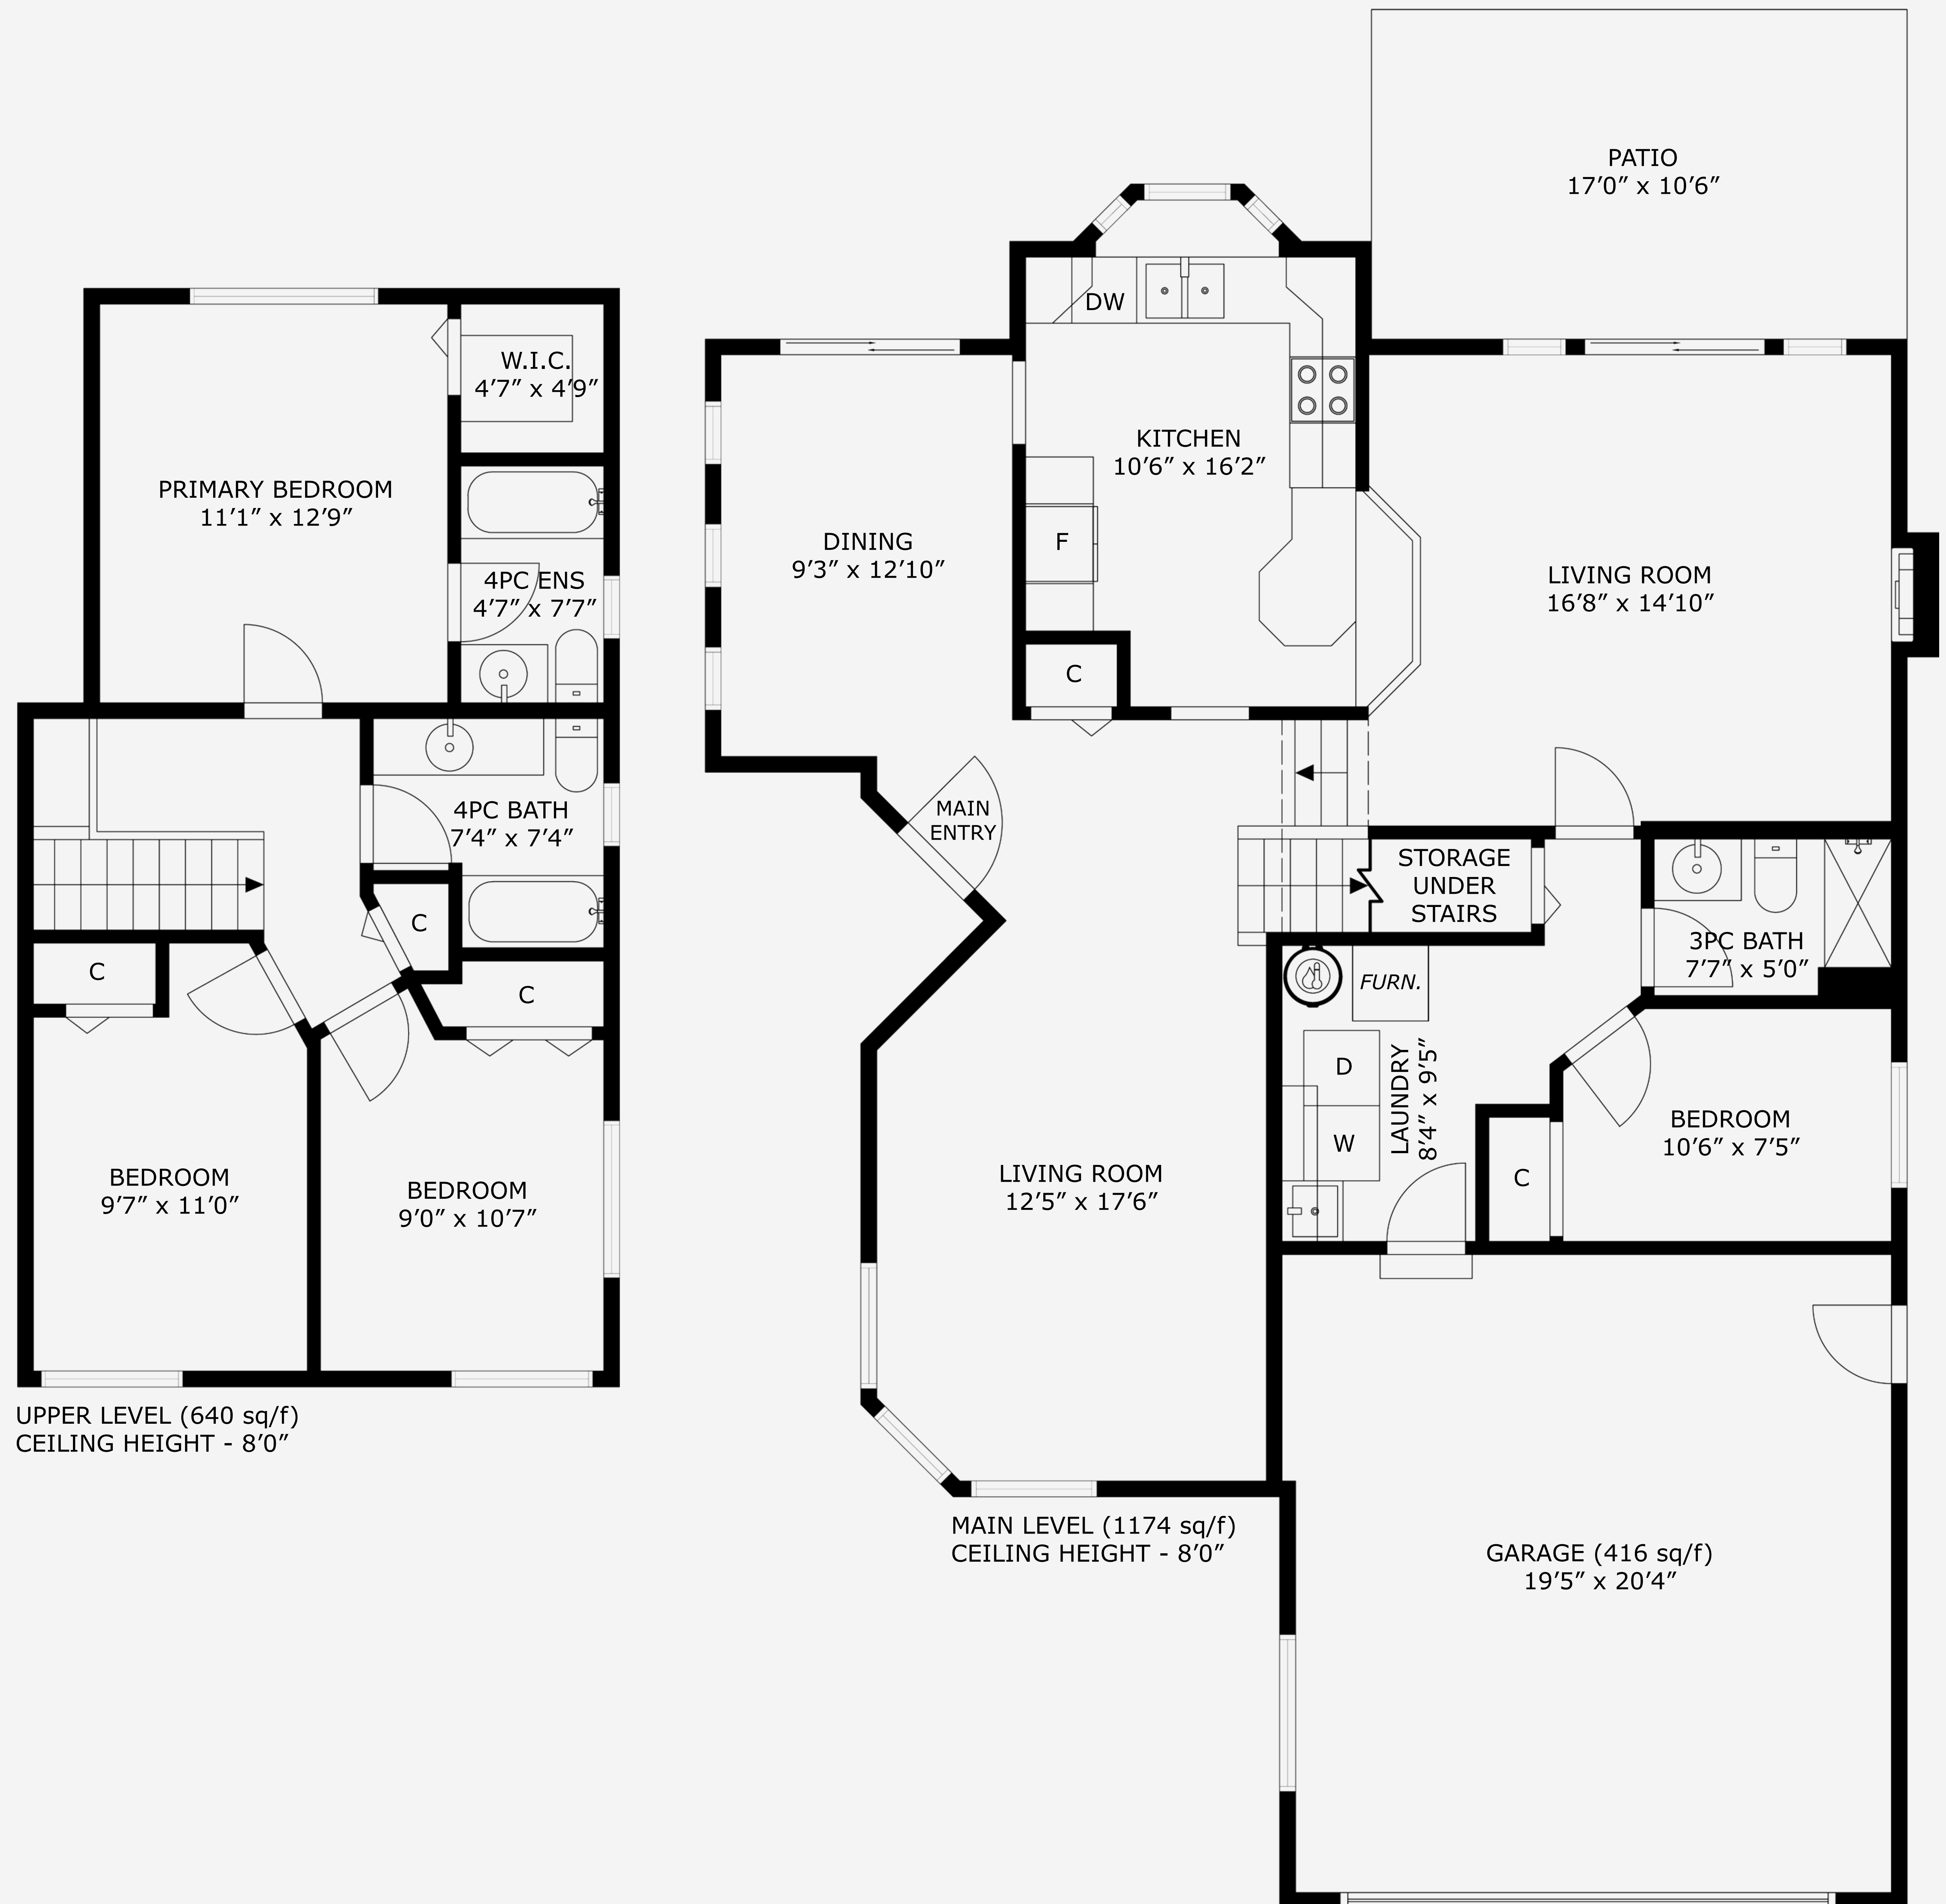 PATIO
17’0” x 10’6”
DW
W.I.C.
4’7” x 4’9”
KITCHEN
10’6” x 16’2”
PRIMARY BEDROOM
11’1” x 12’9”
DINING
9’3” x 12’10”
F
4PC ENS
4’7” x 7’7”
LIVING ROOM
16’8” x 14’10”
C
4PC BATH
7’4” x 7’4”
MAIN
ENTRY
STORAGE
UNDER
STAIRS
C
3PC BATH
7’7” x 5’0”
C
C
FURN.
D
W
LAUNDRY
8’4” x 9’5”
BEDROOM
10’6” x 7’5”
C
BEDROOM
9’7” x 11’0”
BEDROOM
9’0” x 10’7”
LIVING ROOM
12’5” x 17’6”
UPPER LEVEL (640 sq/f)
CEILING HEIGHT - 8’0”
MAIN LEVEL (1174 sq/f)
CEILING HEIGHT - 8’0”
GARAGE (416 sq/f)
19’5” x 20’4”